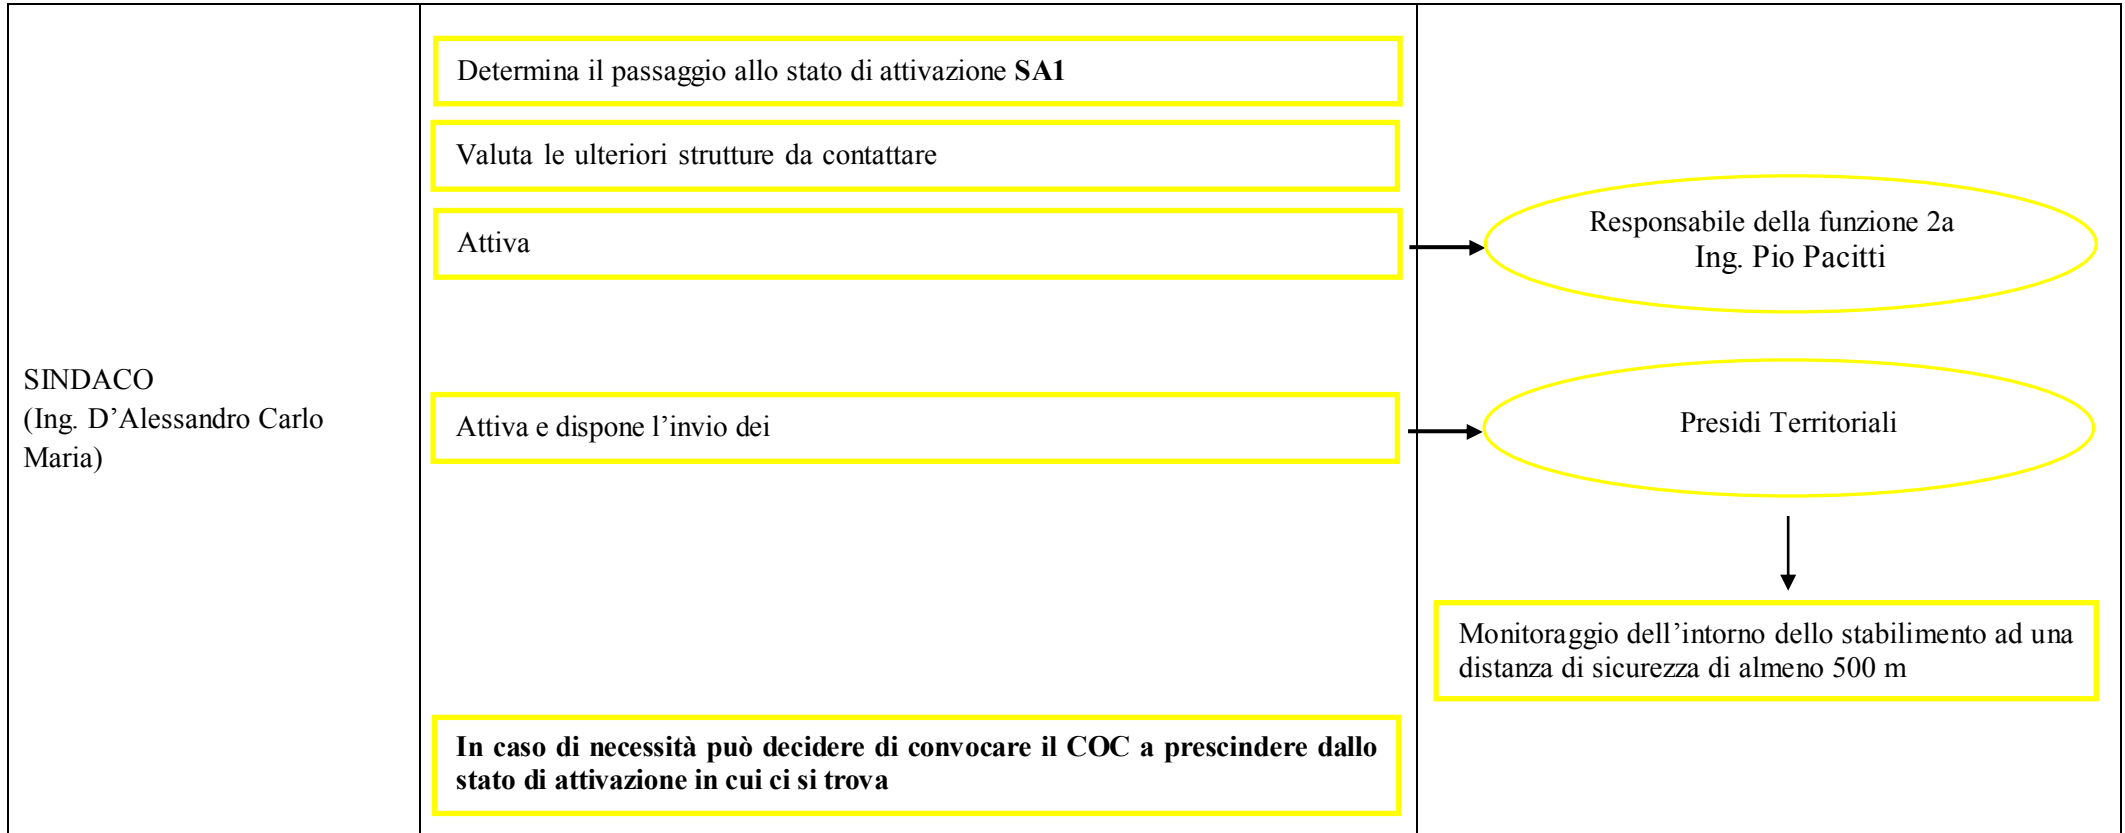 SINDACO
(Ing. D’Alessandro Carlo
Maria)
Determina il passaggio allo stato di attivazione SA1
Valuta le ulteriori strutture da contattare
Attiva
Responsabile della funzione 2a
Ing. Pio Pacitti
Attiva e dispone l’invio dei
Presidi Territoriali
Monitoraggio dell’intorno dello stabilimento ad una
distanza di sicurezza di almeno 500 m
In caso di necessità può decidere di convocare il COC a prescindere dallo
stato di attivazione in cui ci si trova